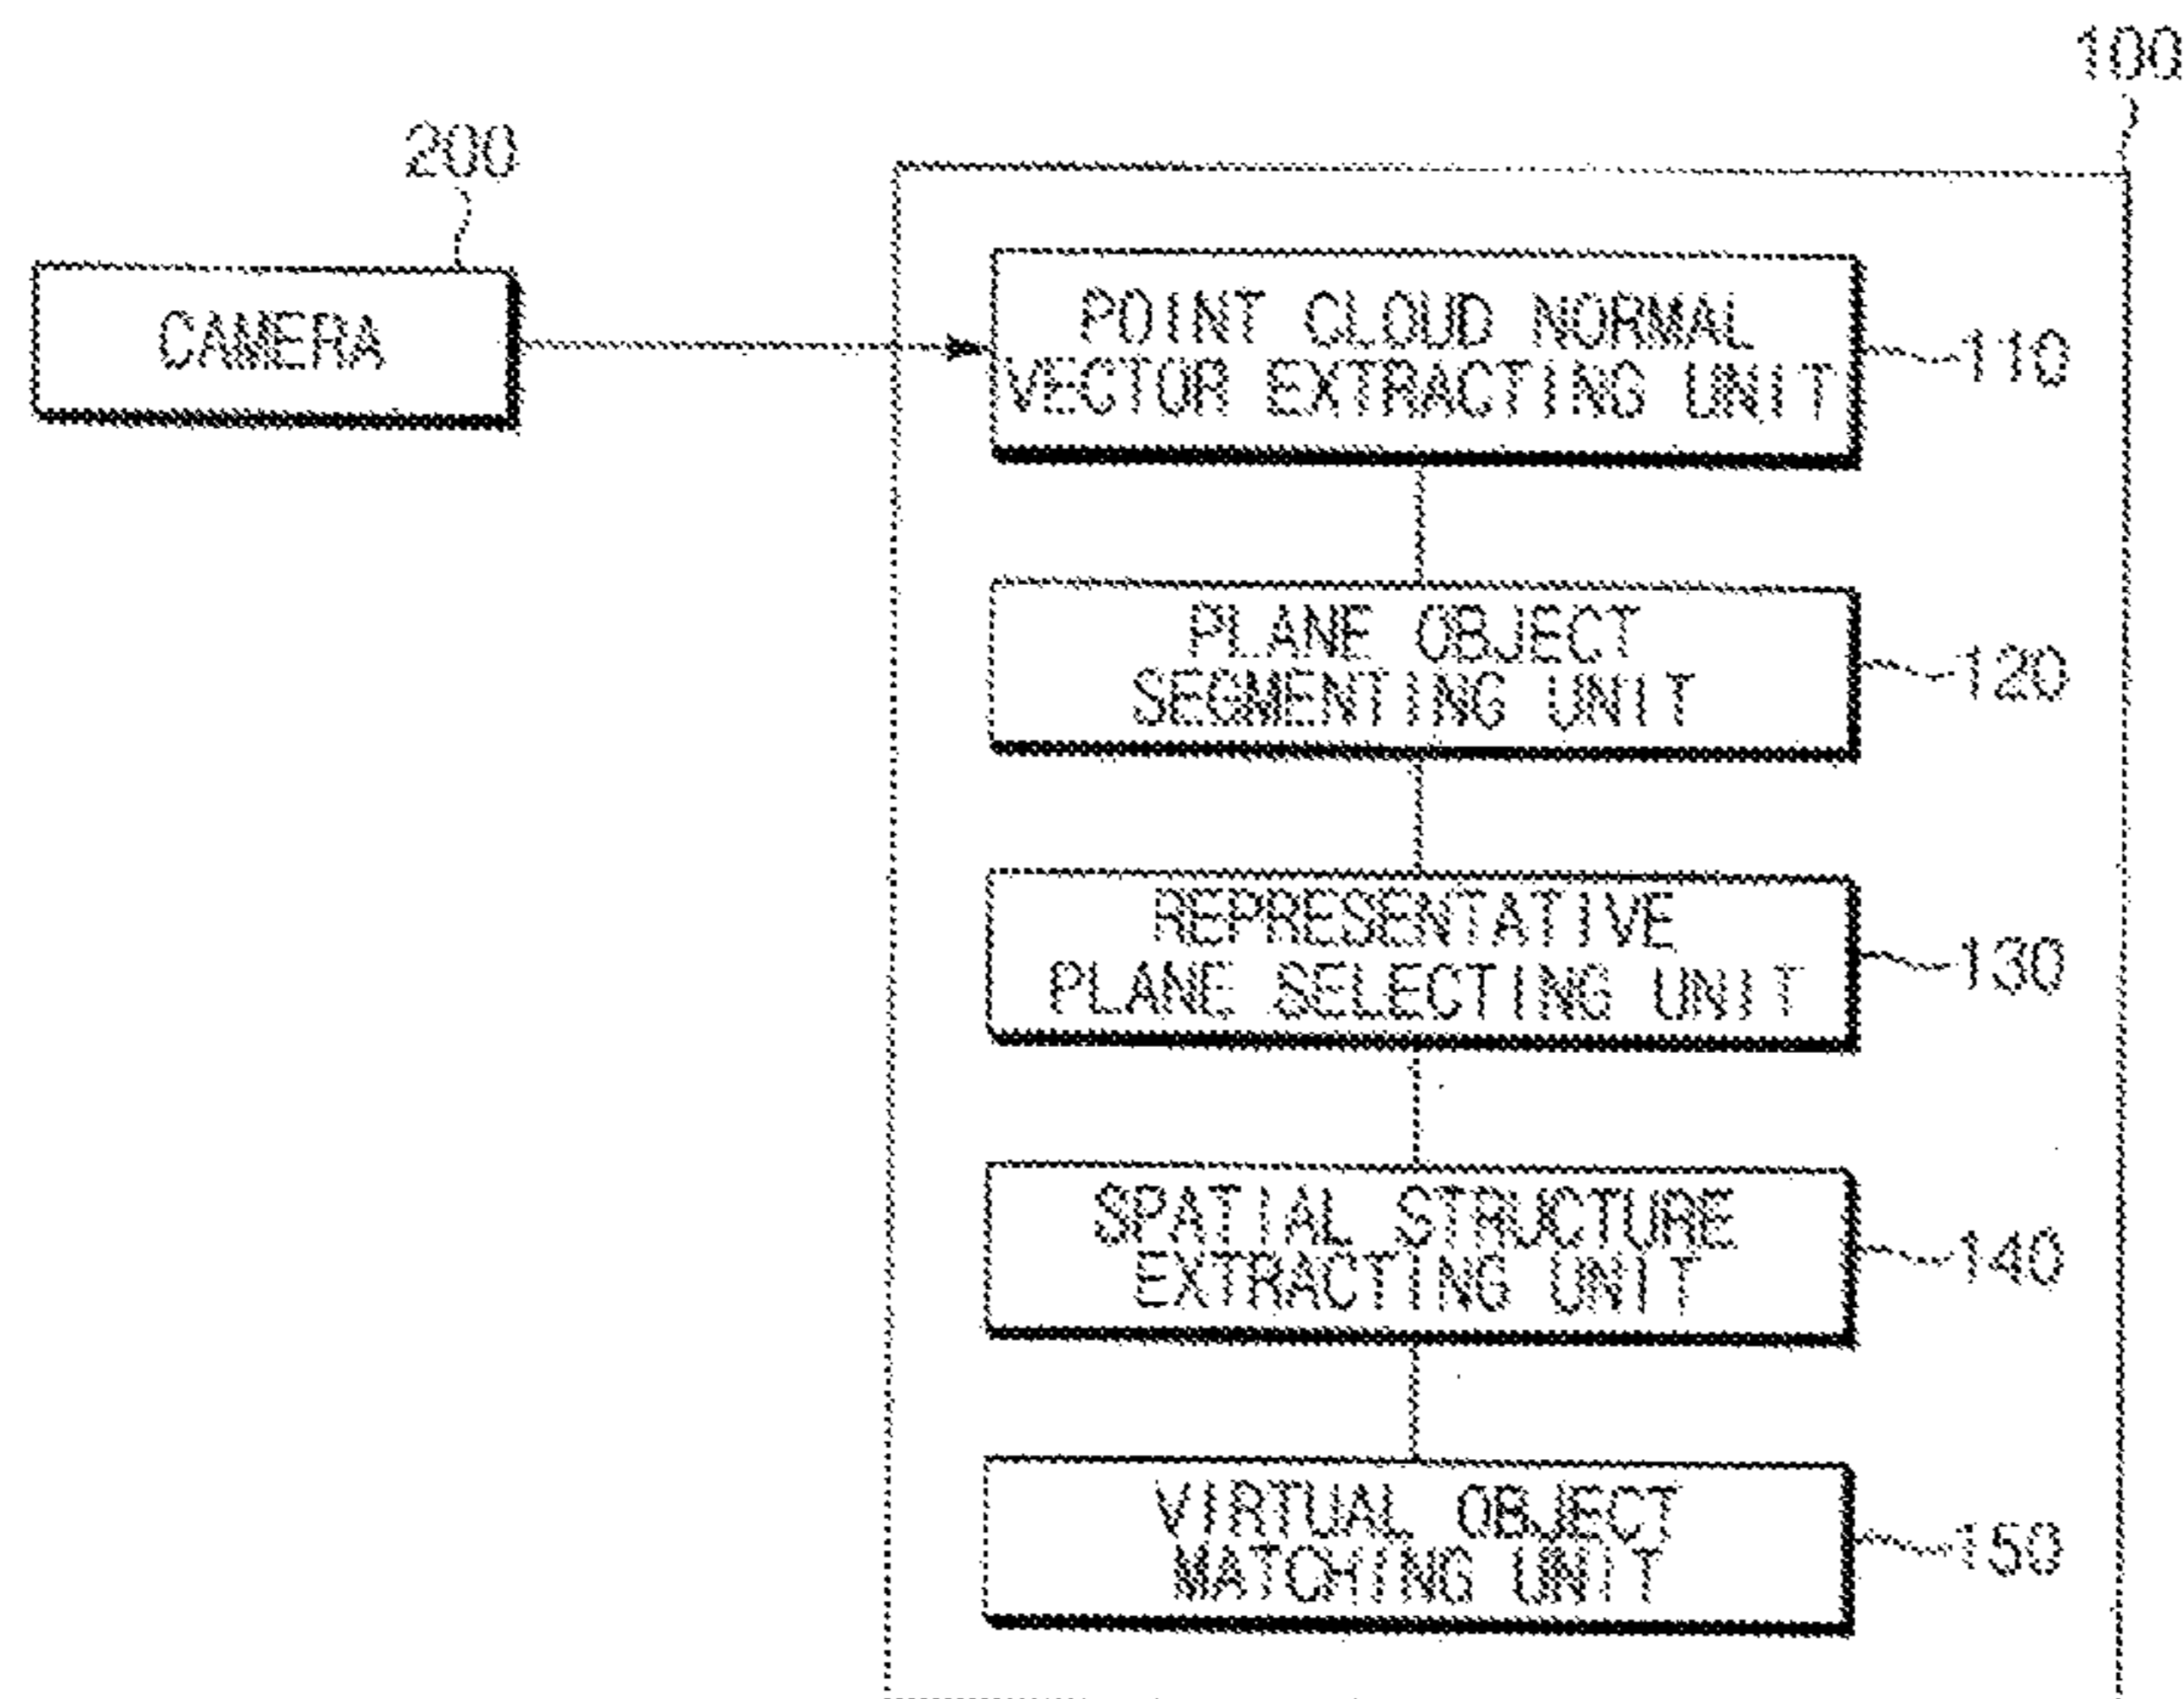 100
200
CAMERA
POINT CLOUD NORMAL
VECTOR EXTRACTING UNIT
110
PLANE OBJECT
SEGMENTING UNIT
120
REPRESENTATIVE
PLANE SELECTING UNIT
130
SPATIAL STRUCTURE
EXTRACTING UNIT
140
VIRTUAL OBJECT
MATCHING UNIT
150